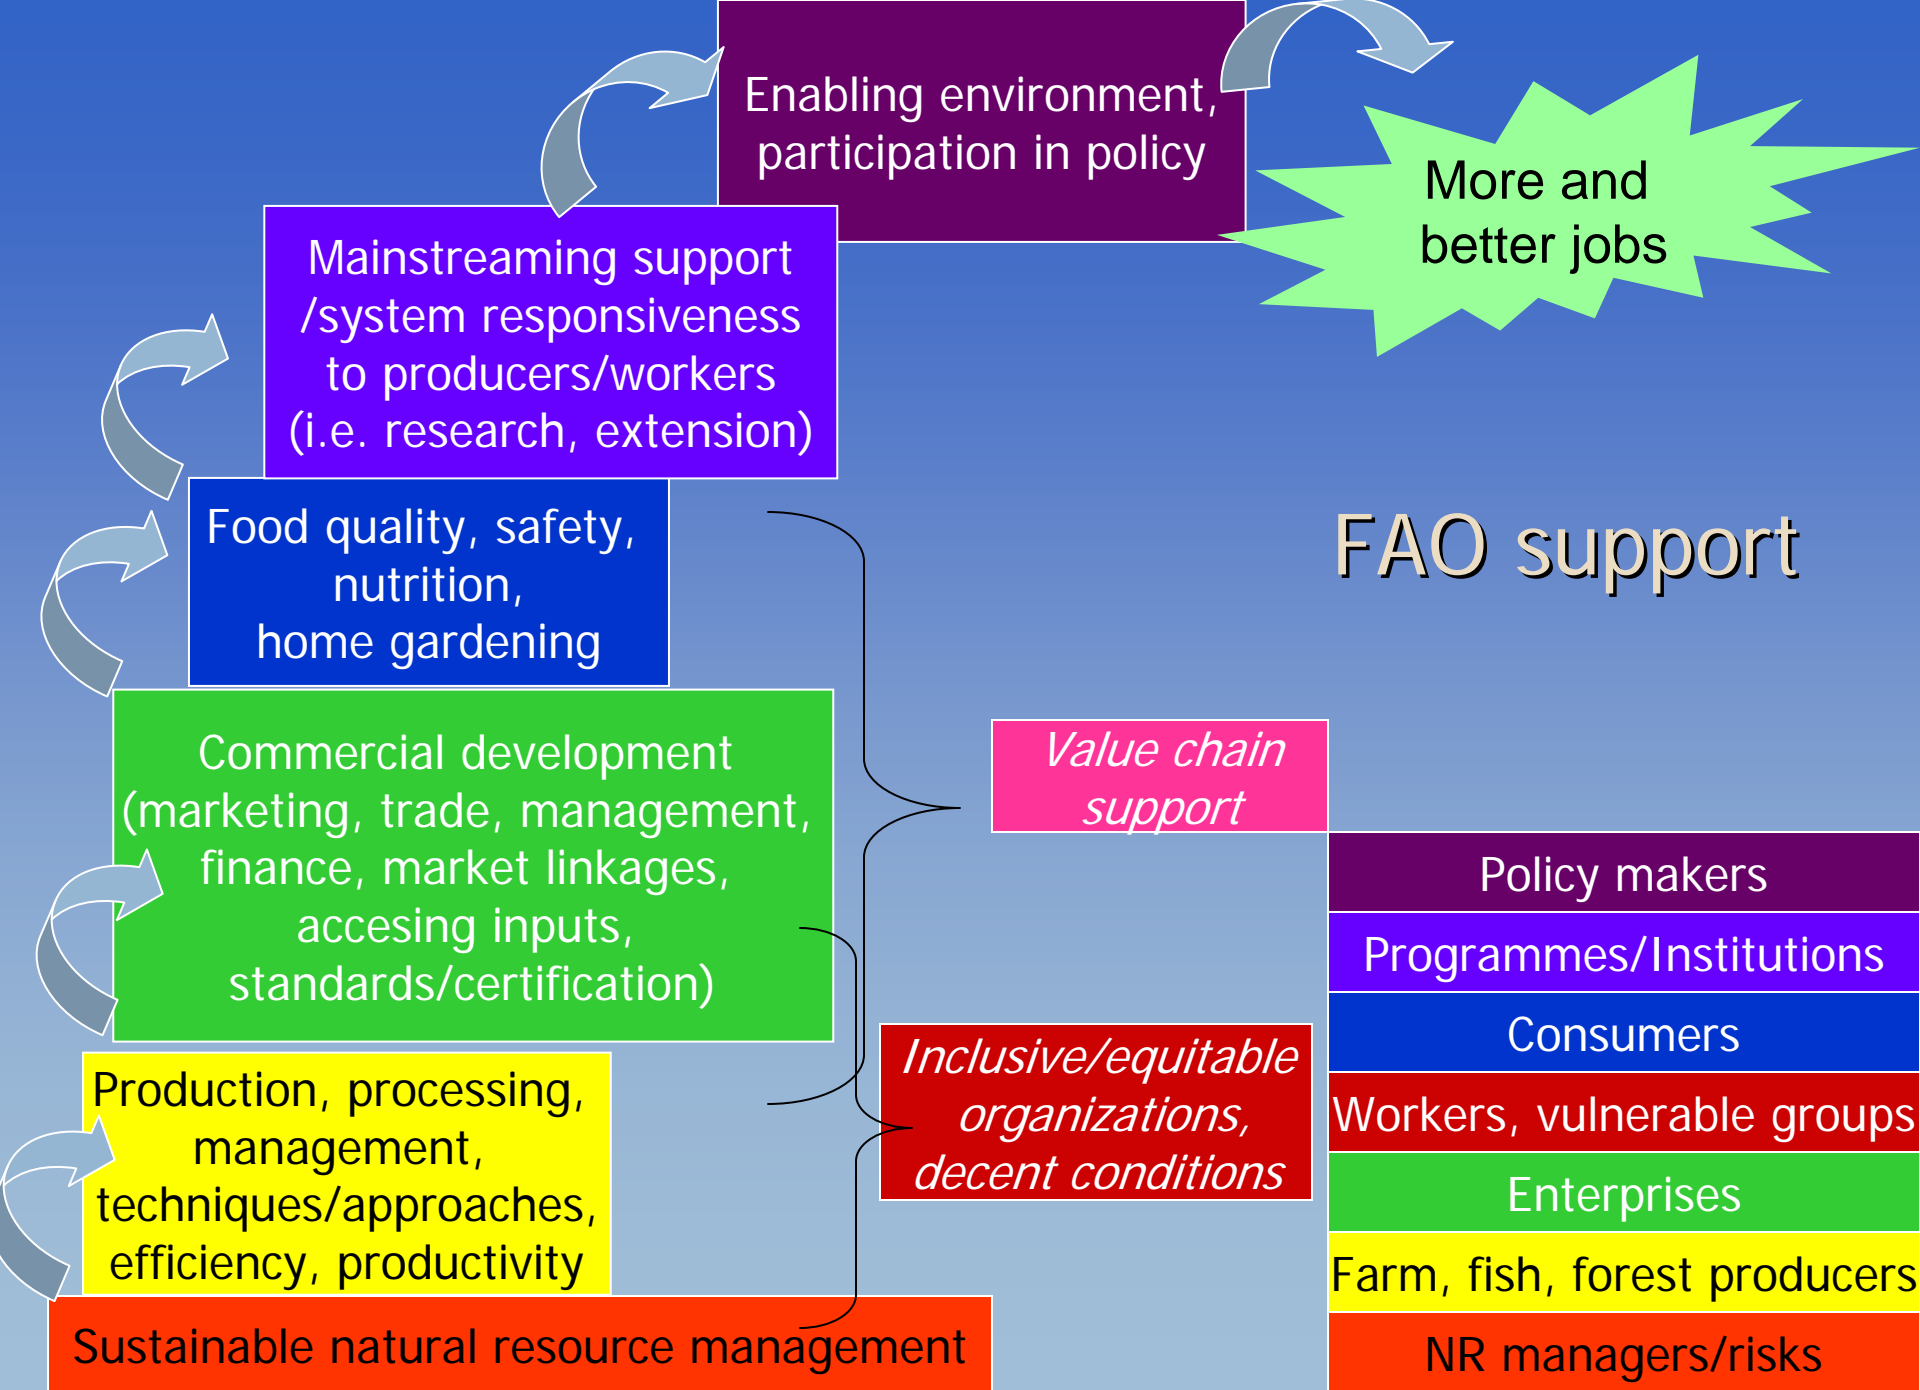 Enabling environment,
participation in policy
More and
better jobs
Mainstreaming support
/system responsiveness
to producers/workers
(i.e. research, extension)
Food quality, safety,
nutrition,
home gardening
FAO support
Commercial development
(marketing, trade, management,
finance, market linkages,
accesing inputs,
standards/certification)
Value chain
support
Production, processing,
management,
techniques/approaches,
efficiency, productivity
Inclusive/equitable
organizations,
decent conditions
Sustainable natural resource management
Policy makers
Programmes/Institutions
Consumers
Workers, vulnerable groups
Enterprises
Farm, fish, forest producers
NR managers/risks